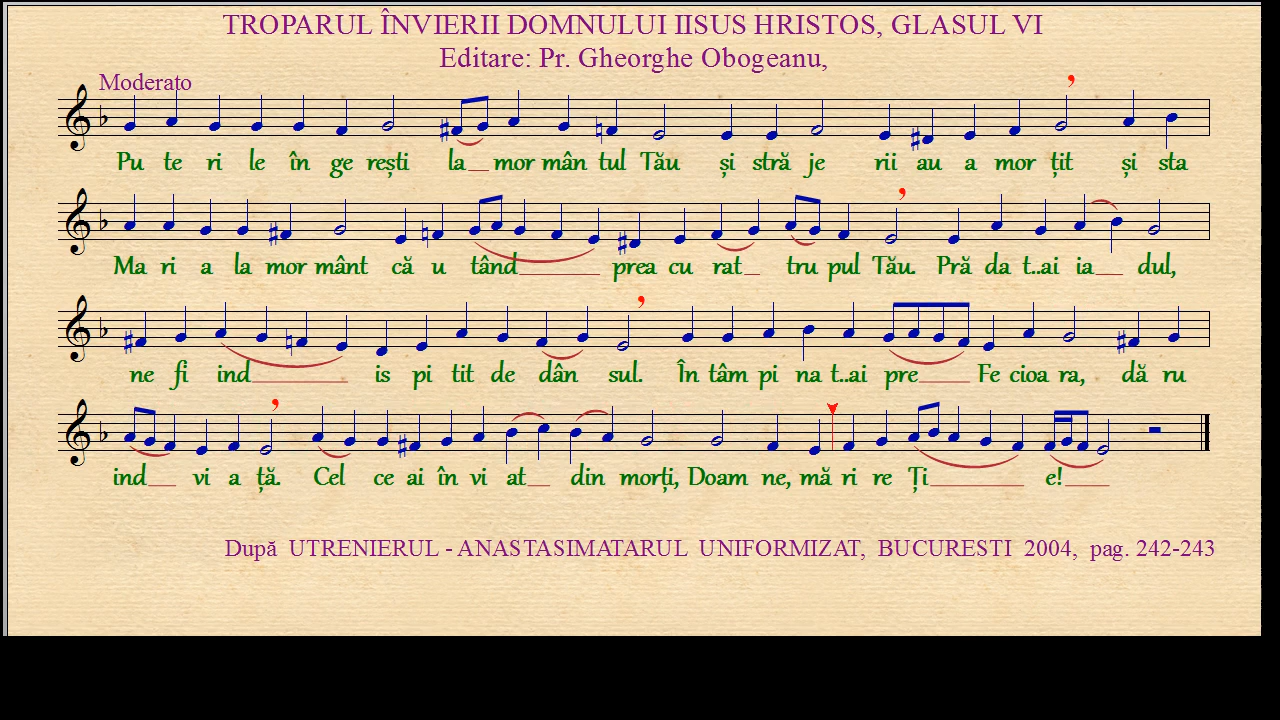 TROPARUL ÎNVIERII DOMNULUI IISUS HRISTOS, GLASUL VI
Editare: Pr. Gheorghe Obogeanu,
Moderato
Pu te ri le în ge rești la mor mân tul Tău și stră je rii au a mor țit și sta
Ma ri a la mor mânt că u tând prea cu rat tru pul Tău. Pră da t..ai ia dul,
ne fi ind is pi tit de dân sul. În tâm pi na t..ai pre Fe cioa ra, dă ru
ind vi a ță. Cel ce ai în vi at din morți, Doam ne, mă ri re Ți e!
După UTRENIERUL - ANASTASIMATARUL UNIFORMIZAT, BUCURESTI 2004, pag. 242-243